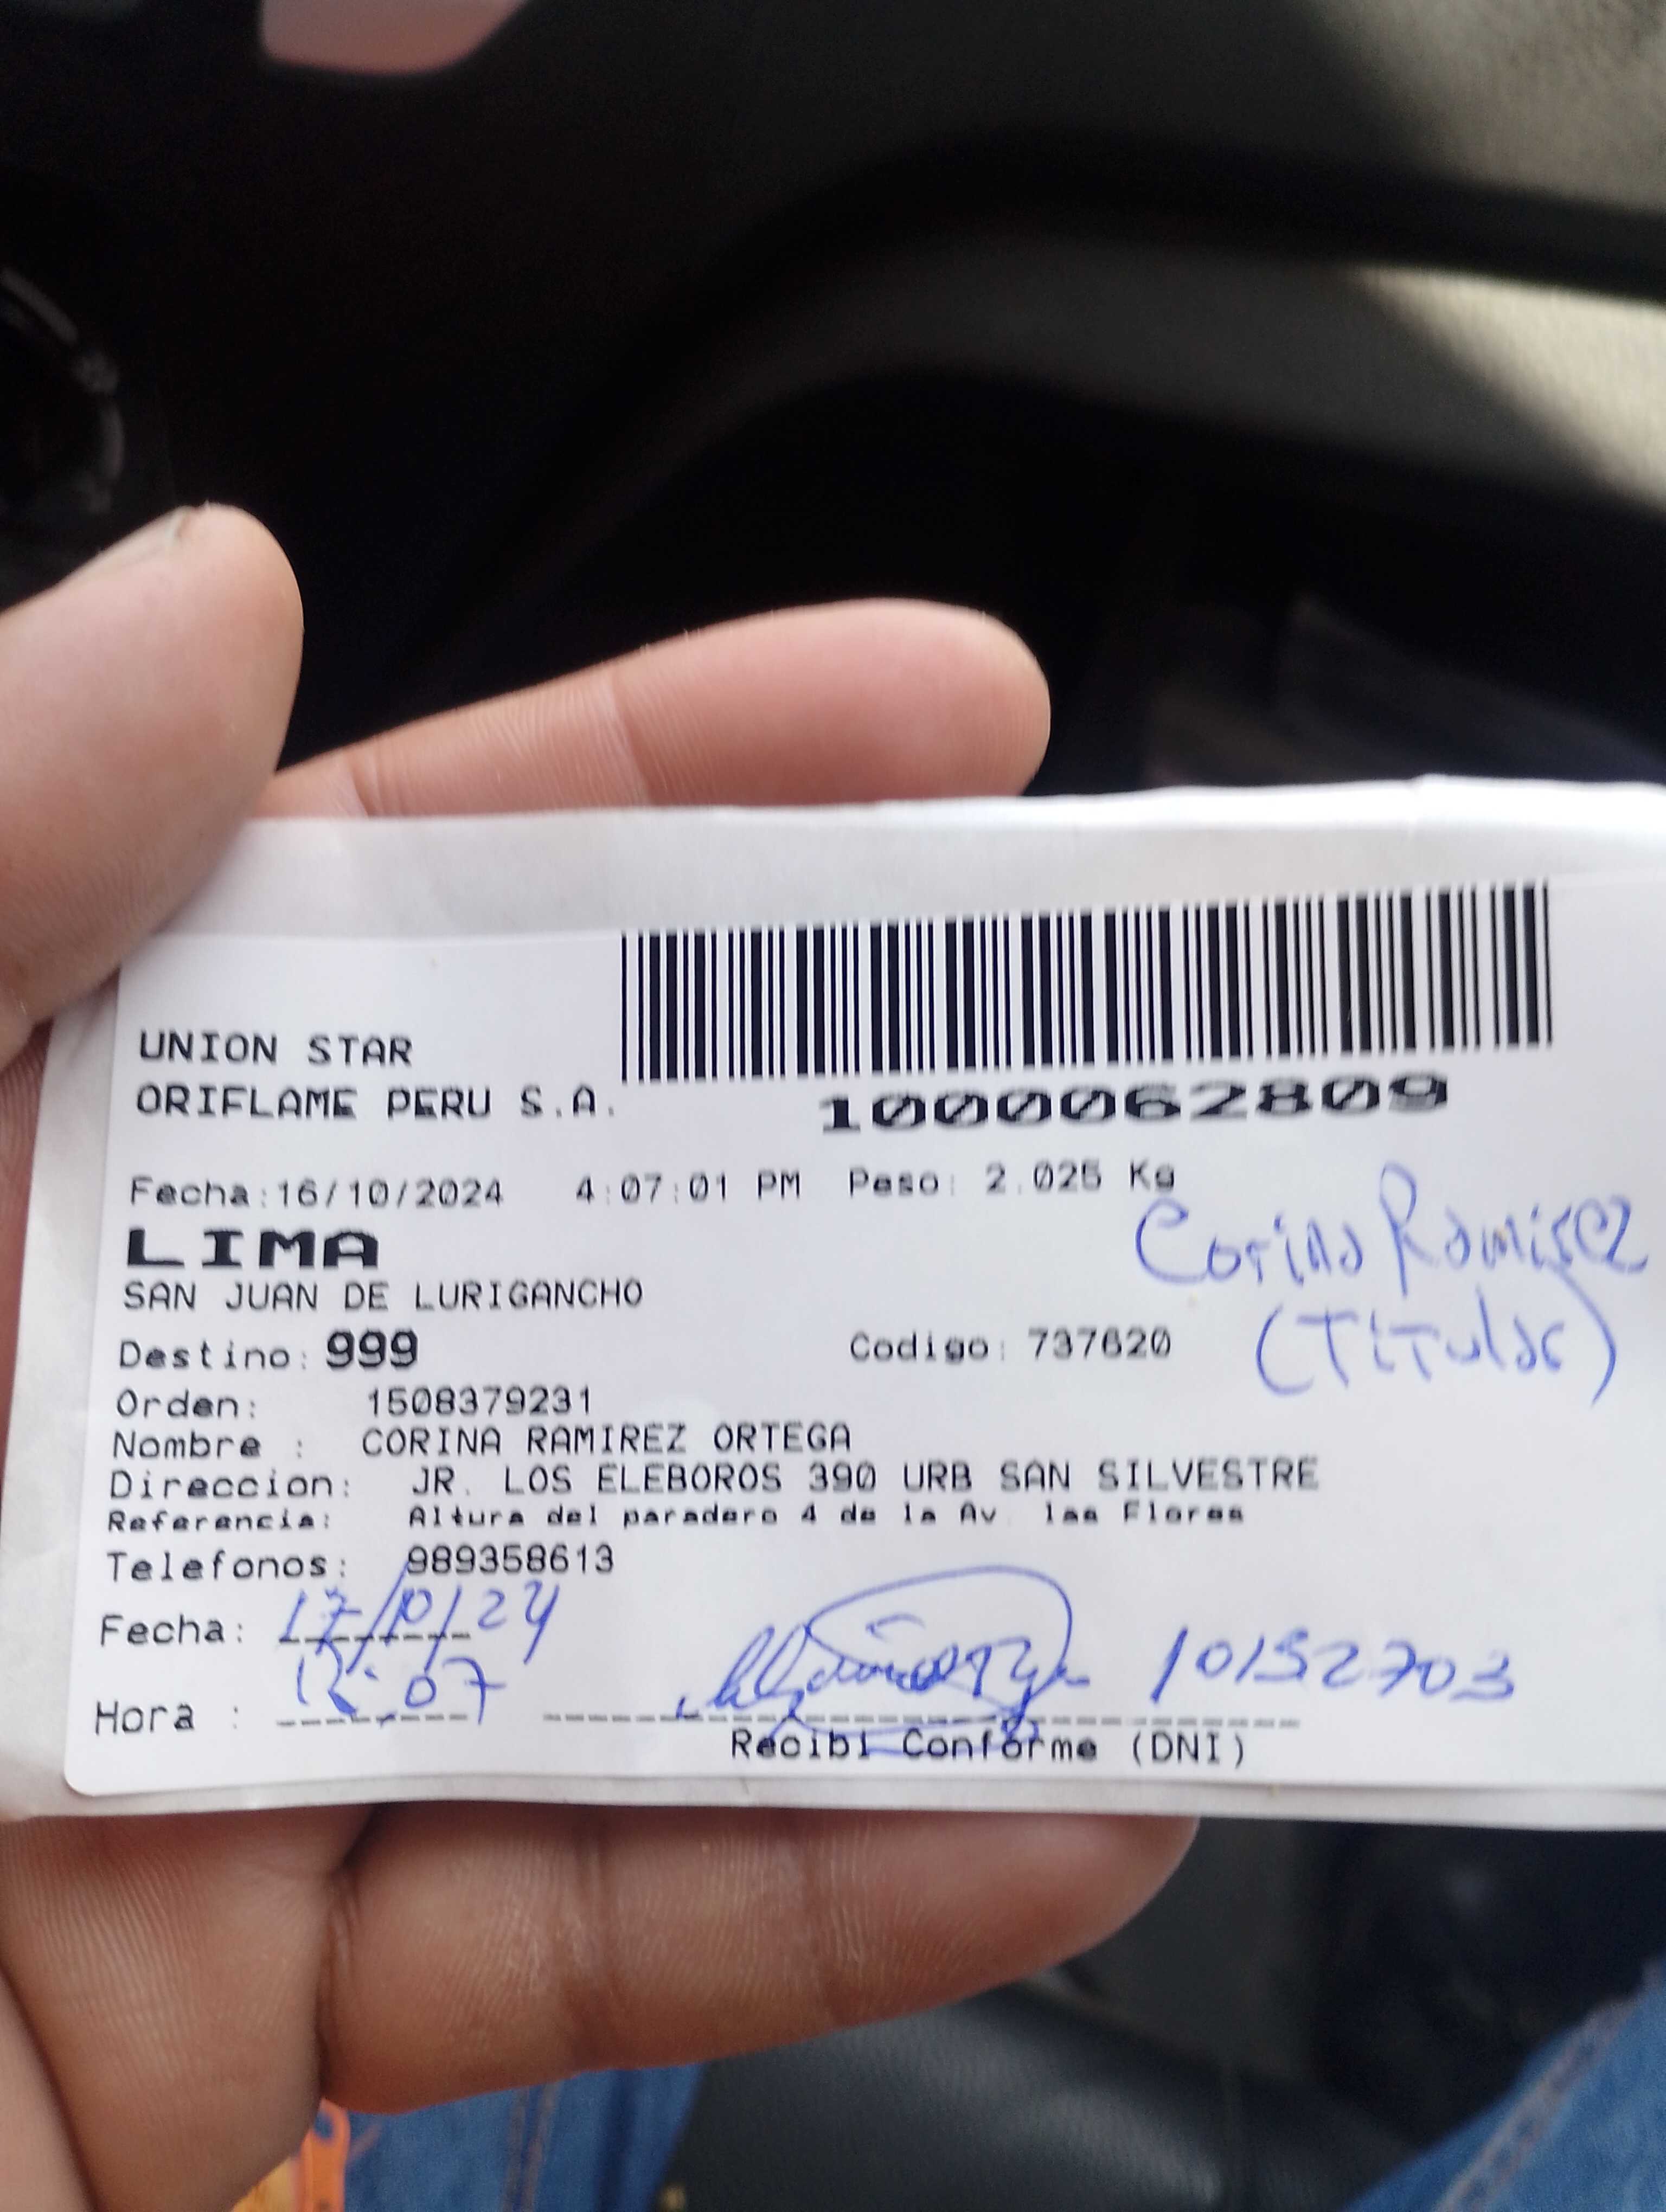 UNION STAR
ORIFLAME PERU S.A.
1000062809
Fecha:16/10/2024 4:07:01 PM Peso: 2.025 Kg
LIMA
SAN JUAN DE LURIGANCHO
Corina Ramirez
(Titular)
Destino: 999 Codigo: 737620
Orden: 1508379231
Nombre : CORINA RAMIREZ ORTEGA
Direccion: JR. LOS ELEBOROS 390 URB SAN SILVESTRE
Referencia: Altura del paradero 4 de la Av. las Flores
Telefonos: 989358613
Fecha: 17/10/24
Hora : 12:07
10152703
Recibi Conforme (DNI)